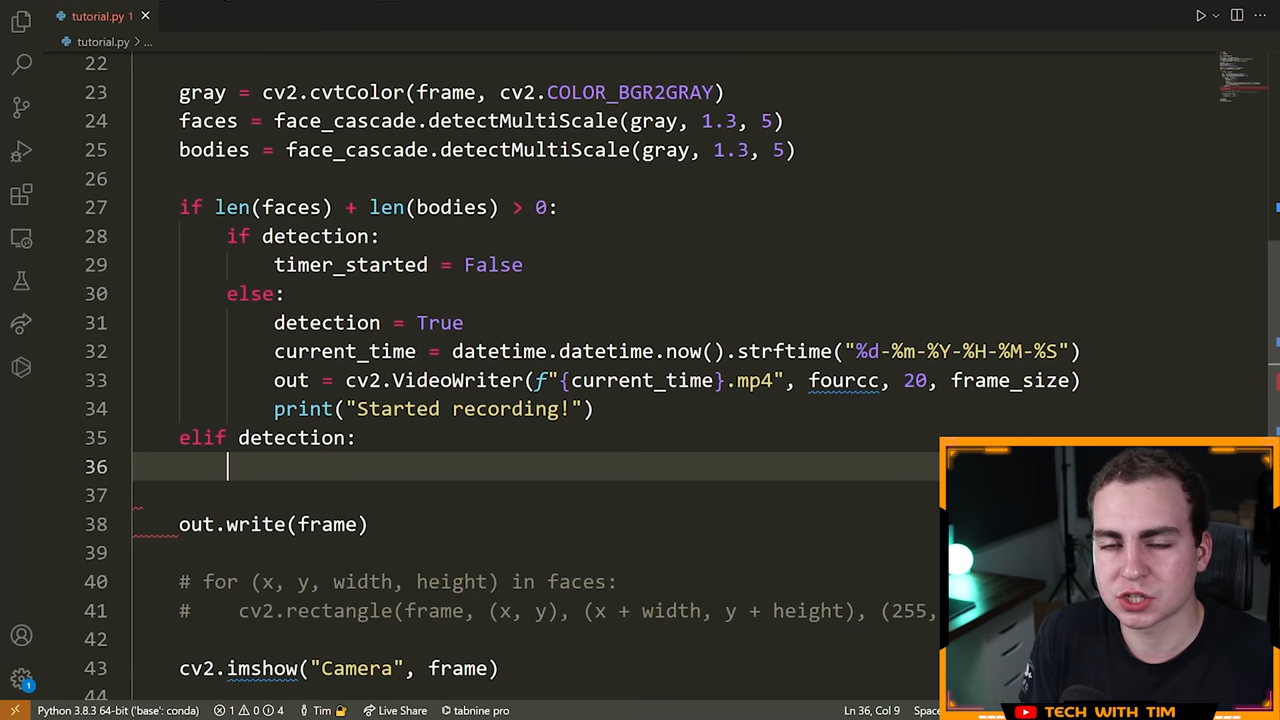 tutorial.py 1
tutorial.py > ...
22
23 gray = cv2.cvtColor(frame, cv2.COLOR_BGR2GRAY)
24 faces = face_cascade.detectMultiScale(gray, 1.3, 5)
25 bodies = face_cascade.detectMultiScale(gray, 1.3, 5)
26
27 if len(faces) + len(bodies) > 0:
28 if detection:
29 timer_started = False
30 else:
31 detection = True
32 current_time = datetime.datetime.now().strftime("%d-%m-%Y-%H-%M-%S")
33 out = cv2.VideoWriter(f"{current_time}.mp4", fourcc, 20, frame_size)
34 print("Started recording!")
35 elif detection:
36
37
38 out.write(frame)
39
40 # for (x, y, width, height) in faces:
41 # cv2.rectangle(frame, (x, y), (x + width, y + height), (255,
42
43 cv2.imshow("Camera", frame)
44
1
Python 3.8.3 64-bit ('base': conda) 1 0 4 Tim Live Share tabnine pro Ln 36, Col 9
TECH WITH TIM